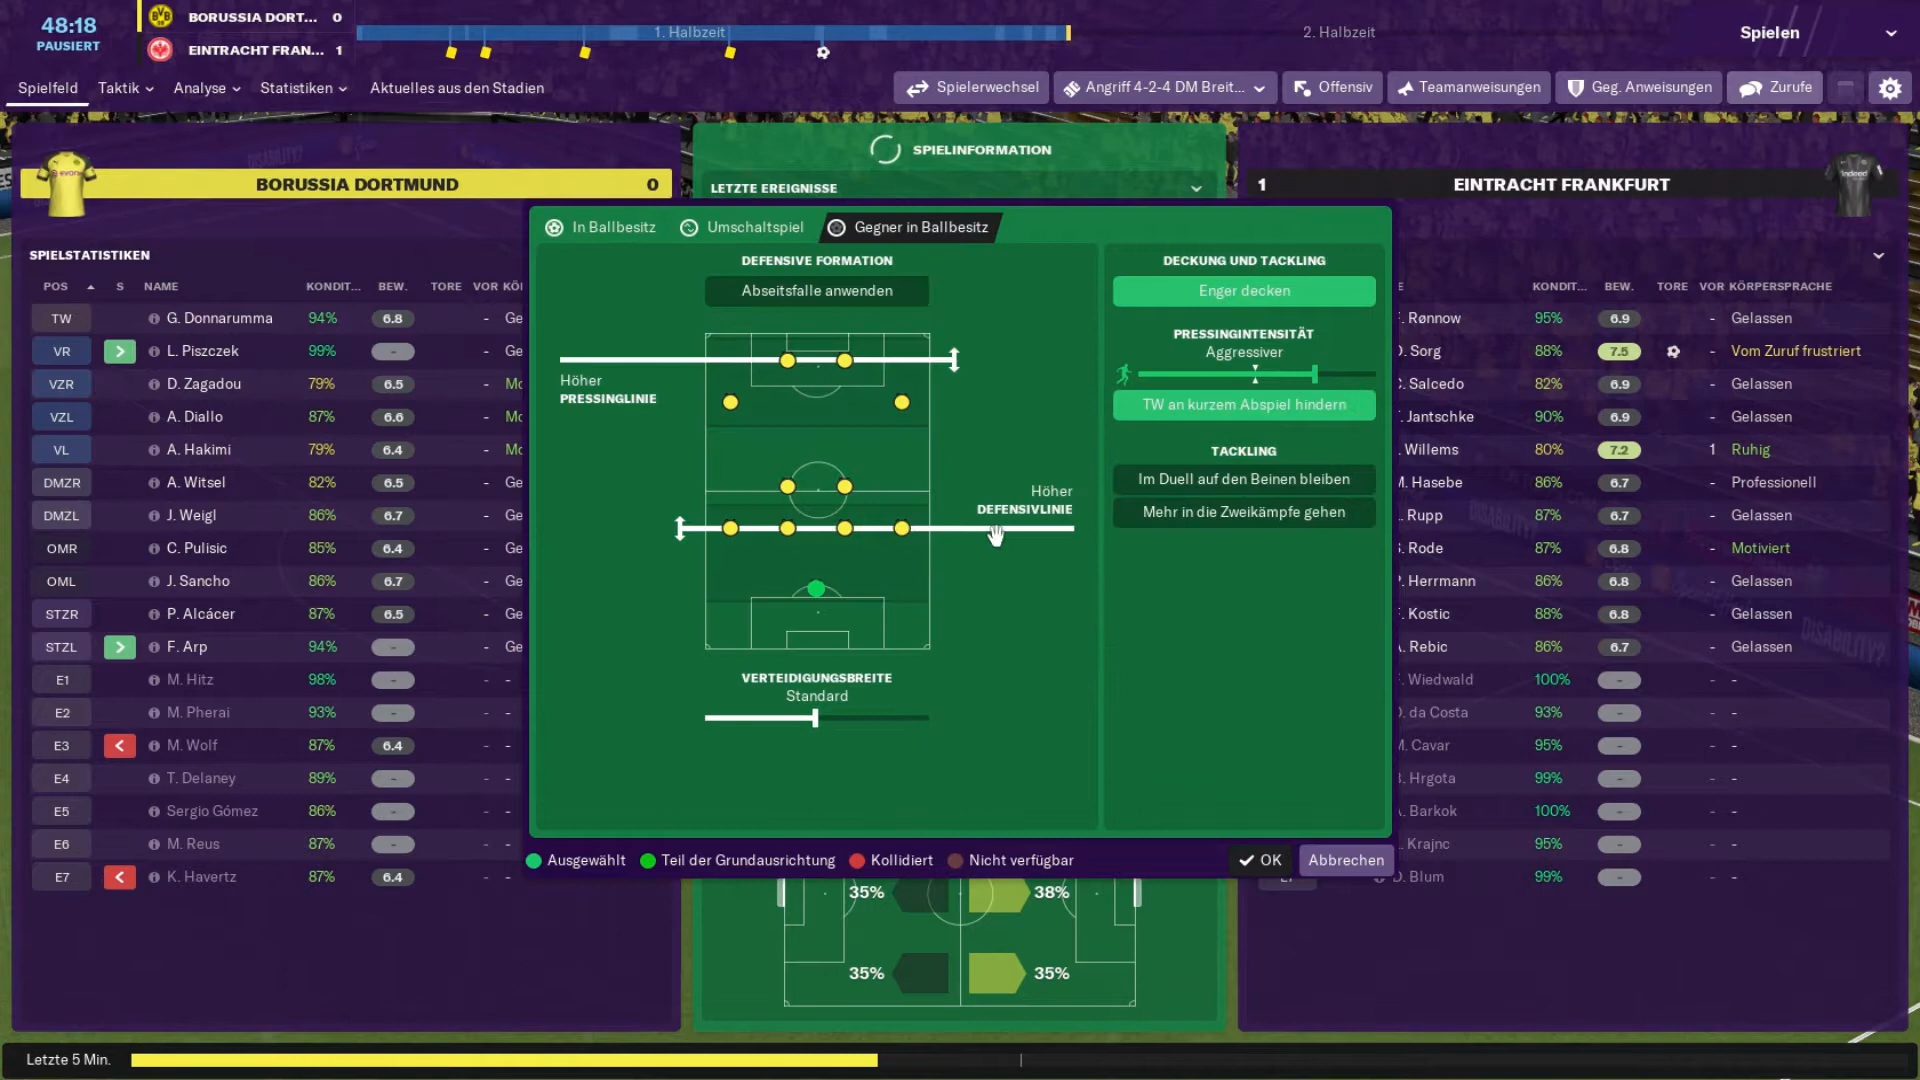 48:18
PAUSIERT
BORUSSIA DORT... 0
EINTRACHT FRAN... 1
1. Halbzeit
2. Halbzeit
Spielen
Spielfeld
Taktik
Analyse
Statistiken
Aktuelles aus den Stadien
Spielerwechsel
Angriff 4-2-4 DM Breit...
Offensiv
Teamanweisungen
Geg. Anweisungen
Zurufe
BORUSSIA DORTMUND 0
SPIELINFORMATION
LETZTE EREIGNISSE
1 EINTRACHT FRANKFURT
SPIELSTATISTIKEN
POS S NAME KONDIT... BEW. TORE VOR KÖI
TW G. Donnarumma 94% 6.8 - Ge
VR L. Piszczek 99% - - Ge
VZR D. Zagadou 79% 6.5 - Mc
VZL A. Diallo 87% 6.6 - Mc
VL A. Hakimi 79% 6.4 - Mc
DMZR A. Witsel 82% 6.5 - Ge
DMZL J. Weigl 86% 6.7 - Ge
OMR C. Pulisic 85% 6.4 - Ge
OML J. Sancho 86% 6.7 - Ge
STZR P. Alcácer 87% 6.5 - Ge
STZL F. Arp 94% - - Ge
E1 M. Hitz 98% - - -
E2 M. Pherai 93% - - -
E3 M. Wolf 87% 6.4 - -
E4 T. Delaney 89% - - -
E5 Sergio Gómez 86% - - -
E6 M. Reus 87% - - -
E7 K. Havertz 87% 6.4 - -
In Ballbesitz
Umschaltspiel
Gegner in Ballbesitz
DEFENSIVE FORMATION
Abseitsfalle anwenden
Höher
PRESSINGLINIE
Höher
DEFENSIVLINIE
VERTEIDIGUNGSBREITE
Standard
DECKUNG UND TACKLING
Enger decken
PRESSINGINTENSITÄT
Aggressiver
TW an kurzem Abspiel hindern
TACKLING
Im Duell auf den Beinen bleiben
Mehr in die Zweikämpfe gehen
Ausgewählt
Teil der Grundausrichtung
Kollidiert
Nicht verfügbar
OK
Abbrechen
KONDIT... BEW. TORE VOR KÖRPERSPRACHE
Rønnow 95% 6.9 - Gelassen
Sorg 88% 7.5 - Vom Zuruf frustriert
Salcedo 82% 6.9 - Gelassen
Jantschke 90% 6.9 - Gelassen
Willems 80% 7.2 1 Ruhig
Hasebe 86% 6.7 - Professionell
Rupp 87% 6.7 - Gelassen
Rode 87% 6.8 - Motiviert
Herrmann 86% 6.8 - Gelassen
Kostic 88% 6.8 - Gelassen
Rebic 86% 6.7 - Gelassen
Wiedwald 100% - - -
da Costa 93% - - -
Cavar 95% - - -
Hrgota 99% - - -
Barkok 100% - - -
Krajnc 95% - - -
D. Blum 99% - - -
35% 38%
35% 35%
Letzte 5 Min.